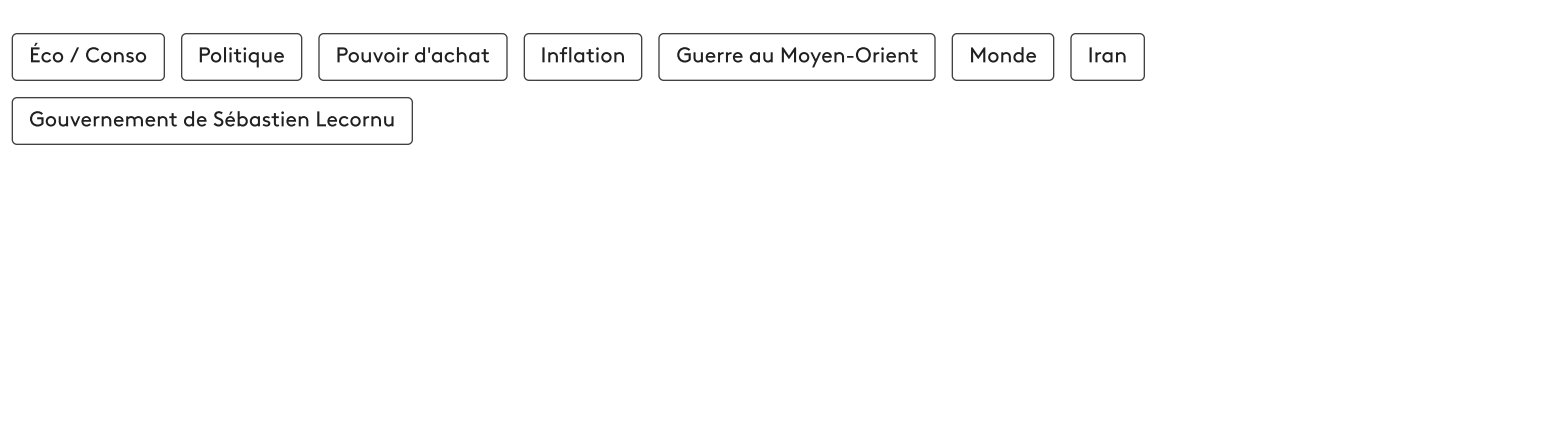 Éco / Conso Politique Pouvoir d'achat Inflation Guerre au Moyen-Orient Monde Iran
Gouvernement de Sébastien Lecornu